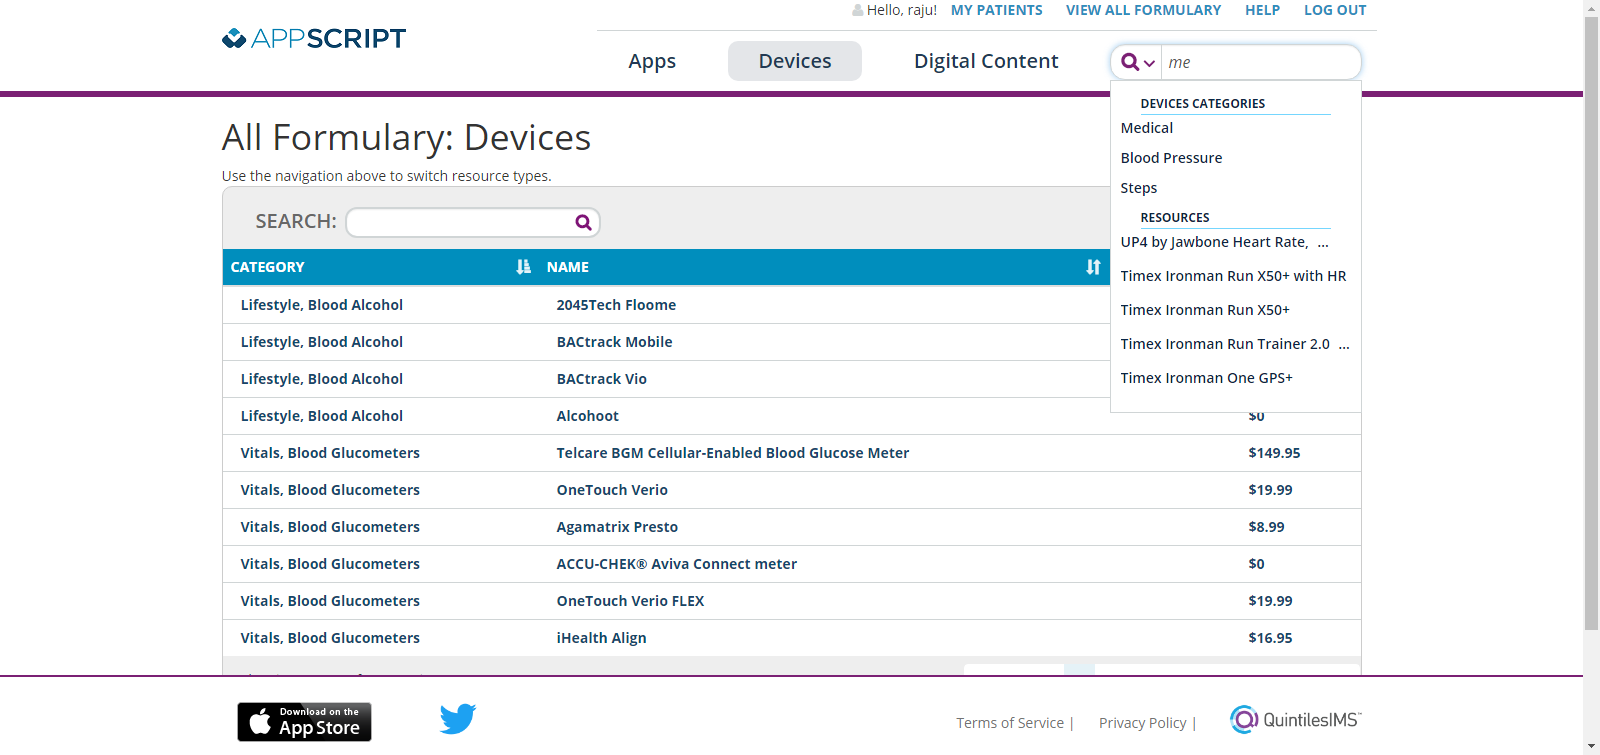 Hello, raju! MY PATIENTS VIEW ALL FORMULARY HELP LOG OUT
APPSCRIPT
Apps Devices Digital Content me
DEVICES CATEGORIES
Medical
Blood Pressure
Steps
RESOURCES
UP4 by Jawbone Heart Rate, ...
Timex Ironman Run X50+ with HR
Timex Ironman Run X50+
Timex Ironman Run Trainer 2.0 ...
Timex Ironman One GPS+
All Formulary: Devices
Use the navigation above to switch resource types.
SEARCH:
CATEGORY NAME
Lifestyle, Blood Alcohol 2045Tech Floome
Lifestyle, Blood Alcohol BACtrack Mobile
Lifestyle, Blood Alcohol BACtrack Vio
Lifestyle, Blood Alcohol Alcohoot $0
Vitals, Blood Glucometers Telcare BGM Cellular-Enabled Blood Glucose Meter $149.95
Vitals, Blood Glucometers OneTouch Verio $19.99
Vitals, Blood Glucometers Agamatrix Presto $8.99
Vitals, Blood Glucometers ACCU-CHEK® Aviva Connect meter $0
Vitals, Blood Glucometers OneTouch Verio FLEX $19.99
Vitals, Blood Glucometers iHealth Align $16.95
Download on the
App Store
Terms of Service | Privacy Policy | QuintilesIMS™